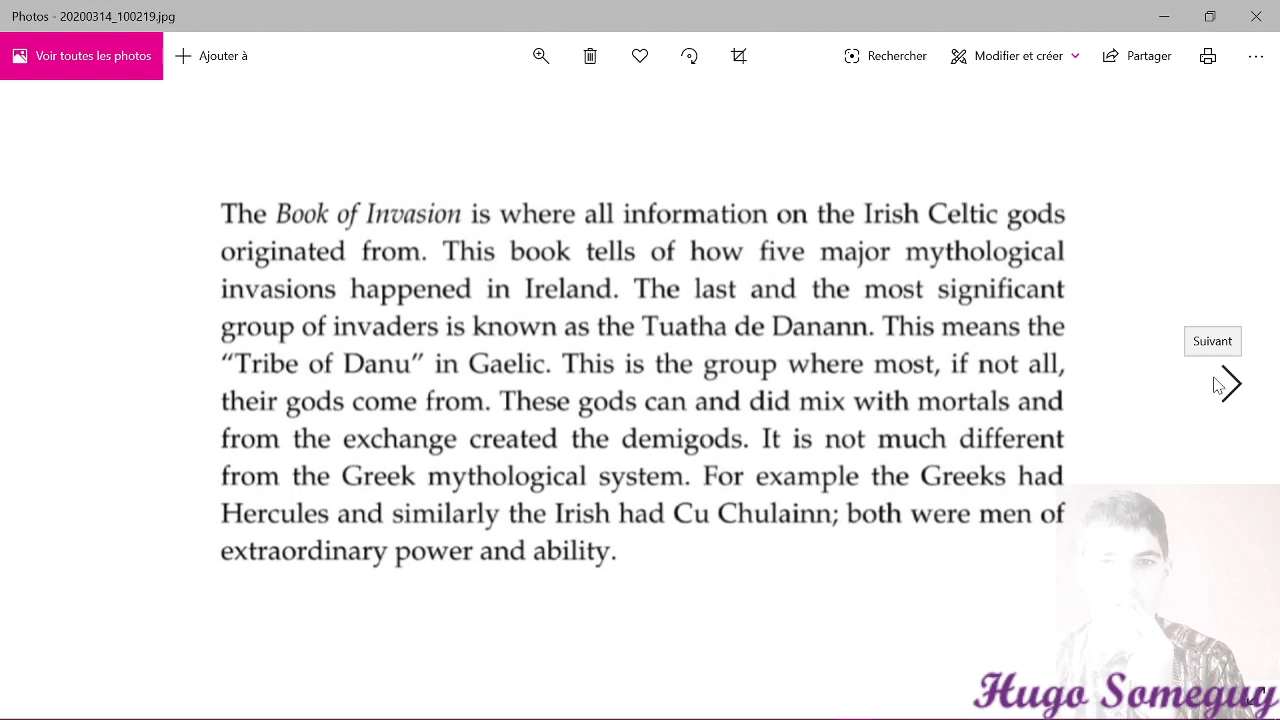 Photos - 20200314_100219.jpg
Voir toutes les photos
Ajouter à
Rechercher
Modifier et créer
Partager
The Book of Invasion is where all information on the Irish Celtic gods
originated from. This book tells of how five major mythological
invasions happened in Ireland. The last and the most significant
group of invaders is known as the Tuatha de Danann. This means the
“Tribe of Danu” in Gaelic. This is the group where most, if not all,
their gods come from. These gods can and did mix with mortals and
from the exchange created the demigods. It is not much different
from the Greek mythological system. For example the Greeks had
Hercules and similarly the Irish had Cu Chulainn; both were men of
extraordinary power and ability.
Suivant
Hugo Someguy